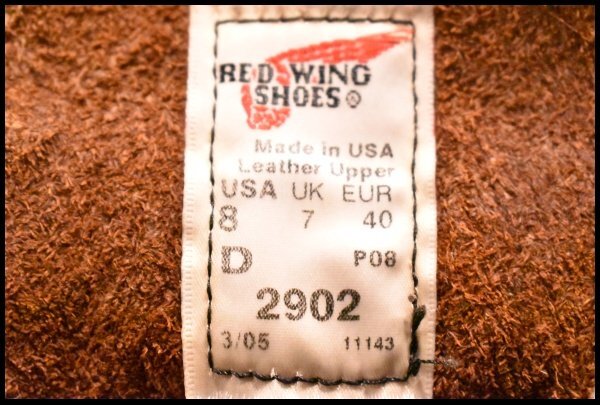 RED WING
SHOES®
Made in USA
Leather Upper
USA UK EUR
8 7 40
D P08
2902
3/05 11143